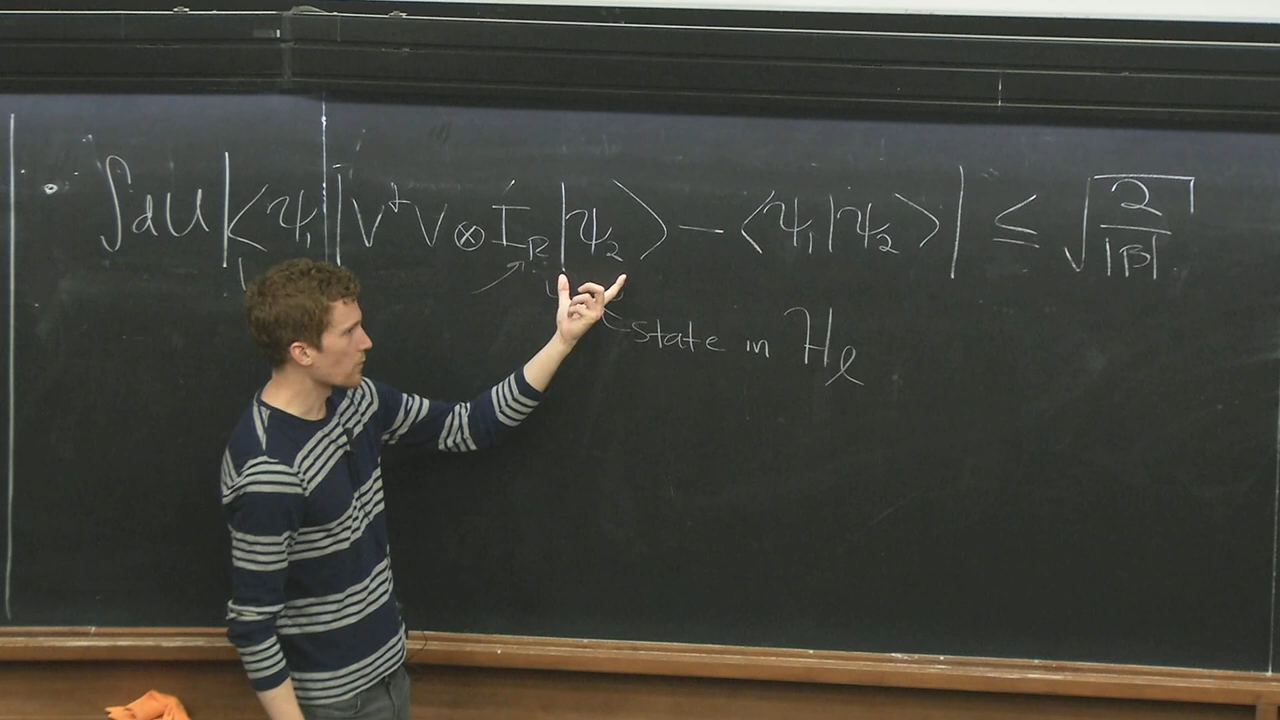 ∫dU|⟨ψ₁|V†V⊗I_R|ψ₂⟩ − ⟨ψ₁|ψ₂⟩| ≤ √(2/|B|)
state in ℋ_ℓ